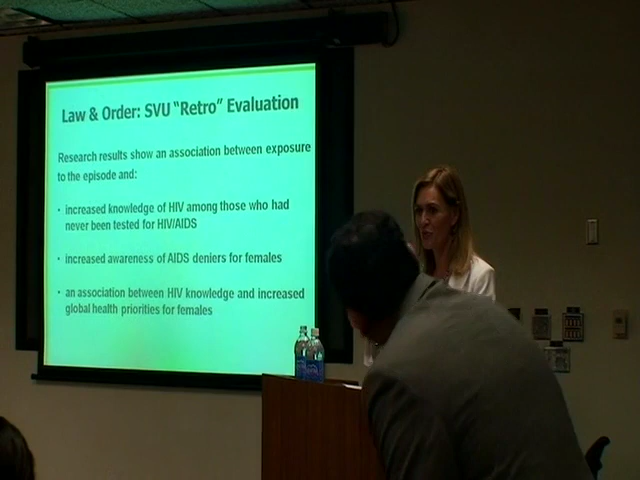 Law & Order: SVU "Retro" Evaluation
Research results show an association between exposure
to the episode and:
• increased knowledge of HIV among those who had
never been tested for HIV/AIDS
• increased awareness of AIDS deniers for females
• an association between HIV knowledge and increased
global health priorities for females